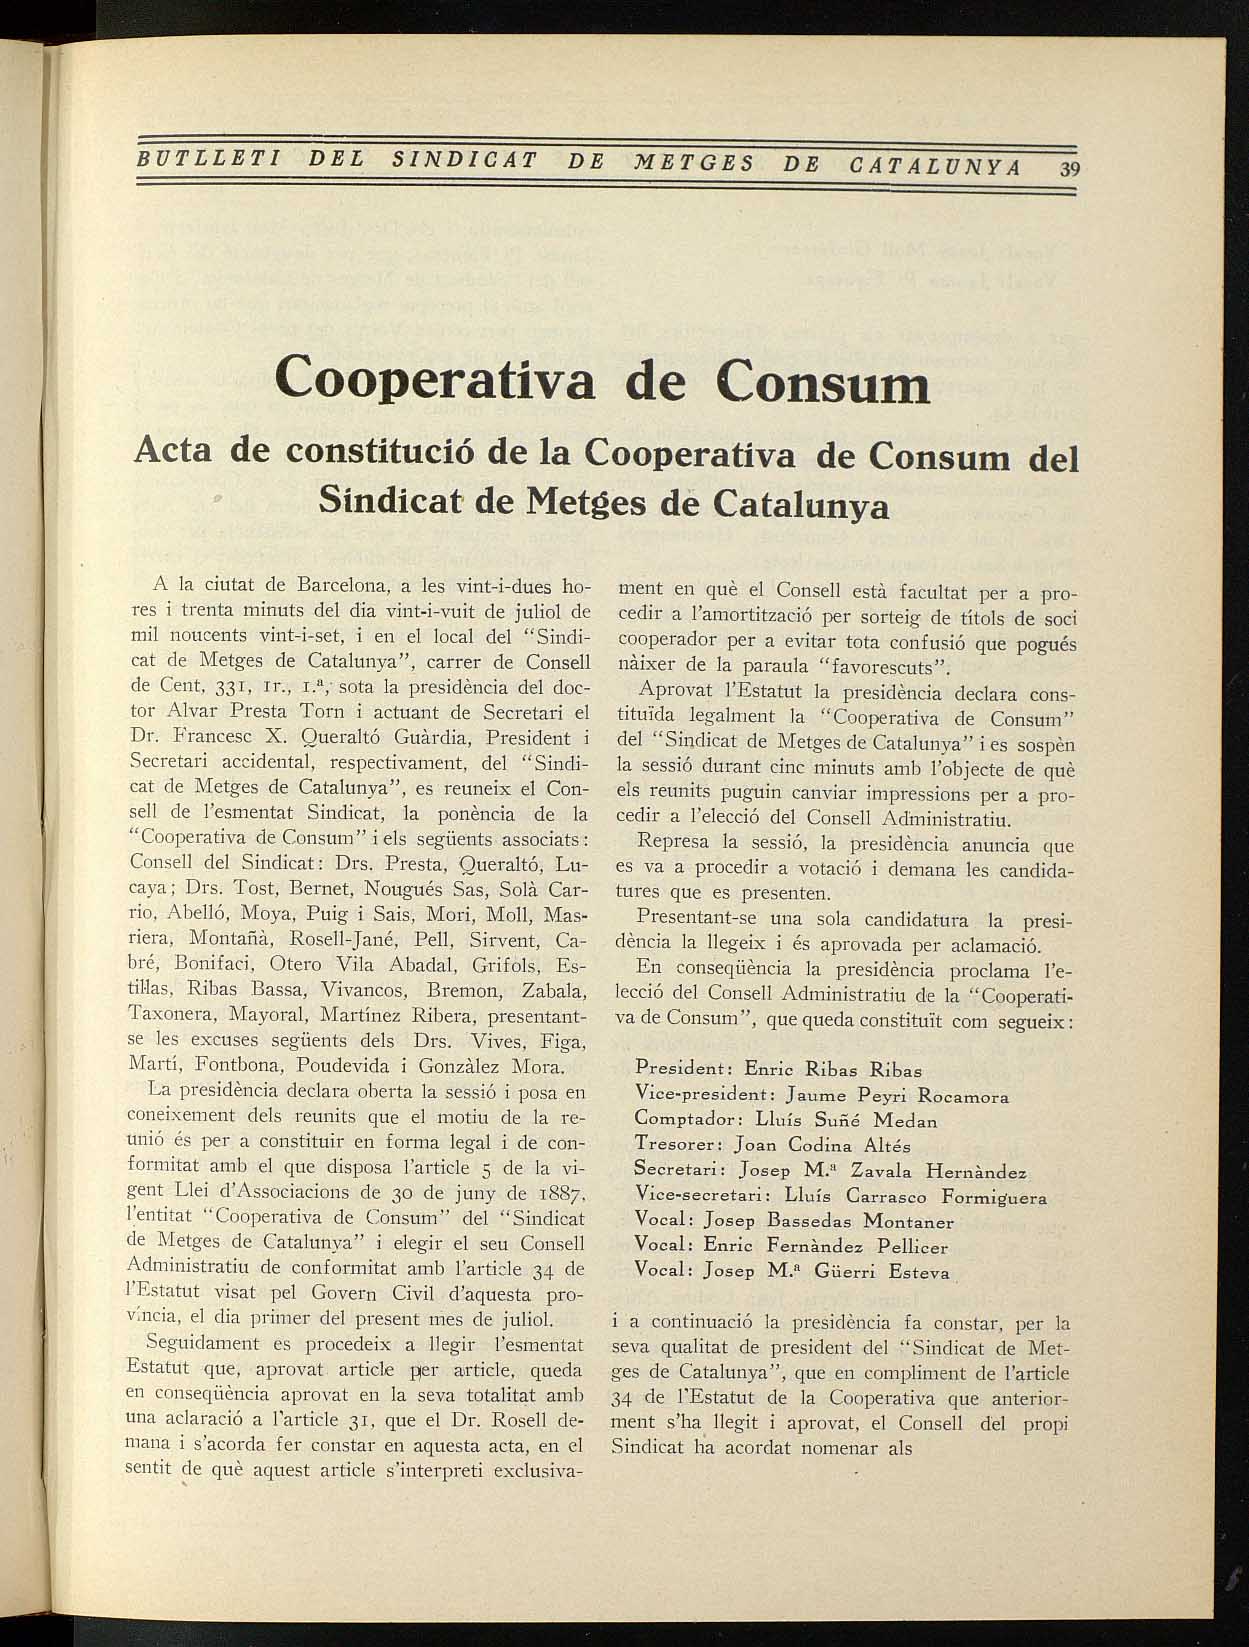 BUTLLETI DEL SINDICAT DE METGES DE CATALUNYA 39
Cooperativa de Consum
Acta de constitució de la Cooperativa de Consum del
Sindicat de Metges de Catalunya
A la ciutat de Barcelona, a les vint-i-dues ho-
res i trenta minuts del dia vint-i-vuit de juliol de
mil noucents vint-i-set, i en el local del "Sindi-
cat de Metges de Catalunya", carrer de Consell
de Cent, 331, 1r., 1.ª, sota la presidència del doc-
tor Alvar Presta Torn i actuant de Secretari el
Dr. Francesc X. Queraltó Guàrdia, President i
Secretari accidental, respectivament, del "Sindi-
cat de Metges de Catalunya", es reuneix el Con-
sell de l'esmentat Sindicat, la ponència de la
"Cooperativa de Consum" i els següents associats:
Consell del Sindicat: Drs. Presta, Queraltó, Lu-
caya; Drs. Tost, Bernet, Nougués Sas, Solà Car-
rio, Abelló, Moya, Puig i Sais, Mori, Moll, Mas-
riera, Montañà, Rosell-Jané, Pell, Sirvent, Ca-
bré, Bonifaci, Otero Vila Abadal, Grifols, Es-
til·las, Ribas Bassa, Vivancos, Bremon, Zabala,
Taxonera, Mayoral, Martínez Ribera, presentant-
se les excuses següents dels Drs. Vives, Figa,
Martí, Fontbona, Poudevida i Gonzàlez Mora.
La presidència declara oberta la sessió i posa en
coneixement dels reunits que el motiu de la re-
unió és per a constituir en forma legal i de con-
formitat amb el que disposa l'article 5 de la vi-
gent Llei d'Associacions de 30 de juny de 1887,
l'entitat "Cooperativa de Consum" del "Sindicat
de Metges de Catalunya" i elegir el seu Consell
Administratiu de conformitat amb l'article 34 de
l'Estatut visat pel Govern Civil d'aquesta pro-
víncia, el dia primer del present mes de juliol.
Seguidament es procedeix a llegir l'esmentat
Estatut que, aprovat article per article, queda
en conseqüència aprovat en la seva totalitat amb
una aclaració a l'article 31, que el Dr. Rosell de-
mana i s'acorda fer constar en aquesta acta, en el
sentit de què aquest article s'interpreti exclusiva-
ment en què el Consell està facultat per a pro-
cedir a l'amortització per sorteig de títols de soci
cooperador per a evitar tota confusió que pogués
nàixer de la paraula "favorescuts".
Aprovat l'Estatut la presidència declara cons-
tituïda legalment la "Cooperativa de Consum"
del "Sindicat de Metges de Catalunya" i es sospèn
la sessió durant cinc minuts amb l'objecte de què
els reunits puguin canviar impressions per a pro-
cedir a l'elecció del Consell Administratiu.
Represa la sessió, la presidència anuncia que
es va a procedir a votació i demana les candida-
tures que es presenten.
Presentant-se una sola candidatura la presi-
dència la llegeix i és aprovada per aclamació.
En conseqüència la presidència proclama l'e-
lecció del Consell Administratiu de la "Cooperati-
va de Consum", que queda constituït com segueix:
President: Enric Ribas Ribas
Vice-president: Jaume Peyri Rocamora
Comptador: Lluís Suñé Medan
Tresorer: Joan Codina Altés
Secretari: Josep M.ª Zavala Hernàndez
Vice-secretari: Lluís Carrasco Formiguera
Vocal: Josep Bassedas Montaner
Vocal: Enric Fernàndez Pellicer
Vocal: Josep M.ª Güerri Esteva
i a continuació la presidència fa constar, per la
seva qualitat de president del "Sindicat de Met-
ges de Catalunya", que en compliment de l'article
34 de l'Estatut de la Cooperativa que anterior-
ment s'ha llegit i aprovat, el Consell del propi
Sindicat ha acordat nomenar als